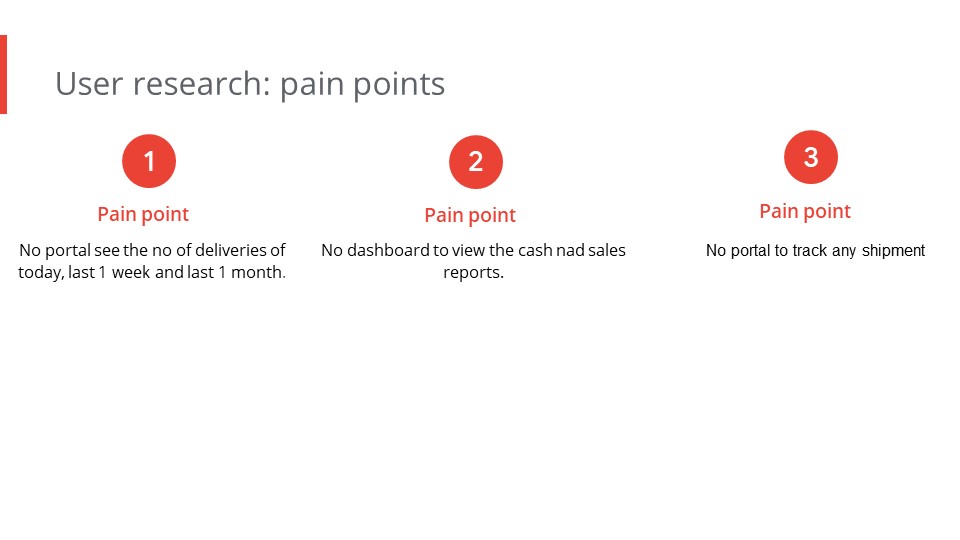 User research: pain points
1
Pain point
No portal see the no of deliveries of
today, last 1 week and last 1 month.
2
Pain point
No dashboard to view the cash nad sales
reports.
3
Pain point
No portal to track any shipment